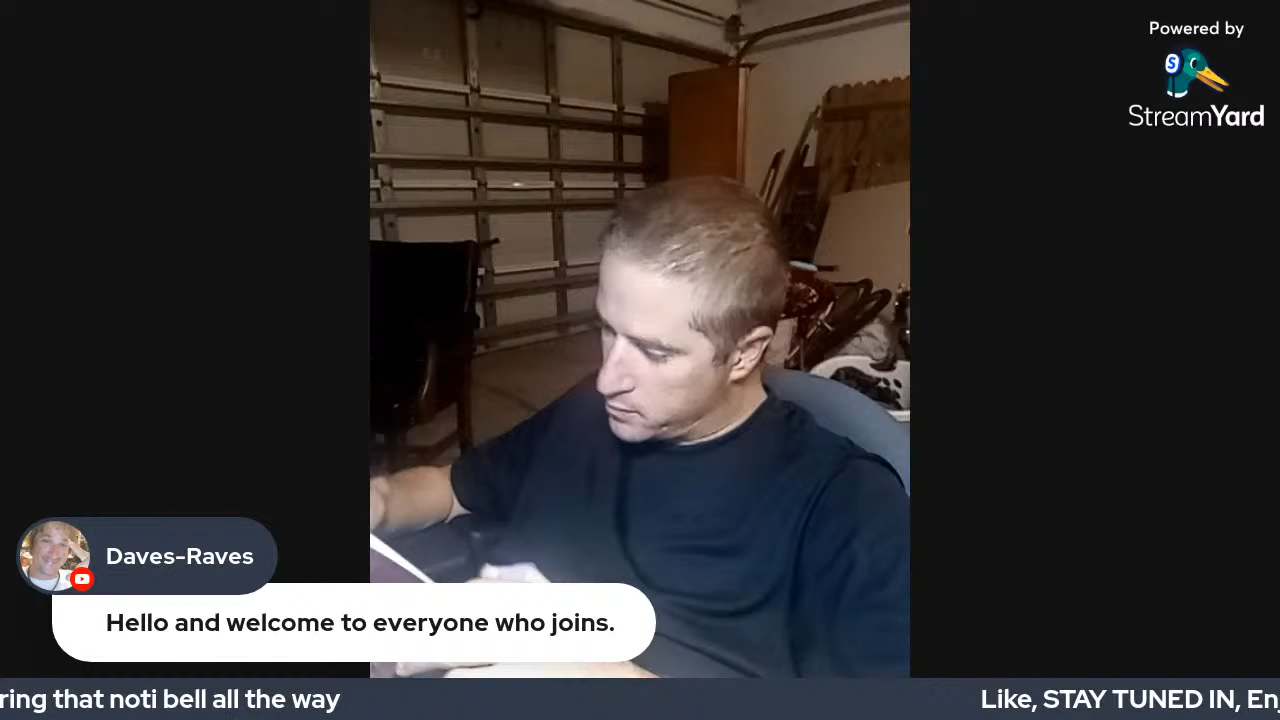 Powered by
StreamYard
Daves-Raves
Hello and welcome to everyone who joins.
ring that noti bell all the way
Like, STAY TUNED IN,